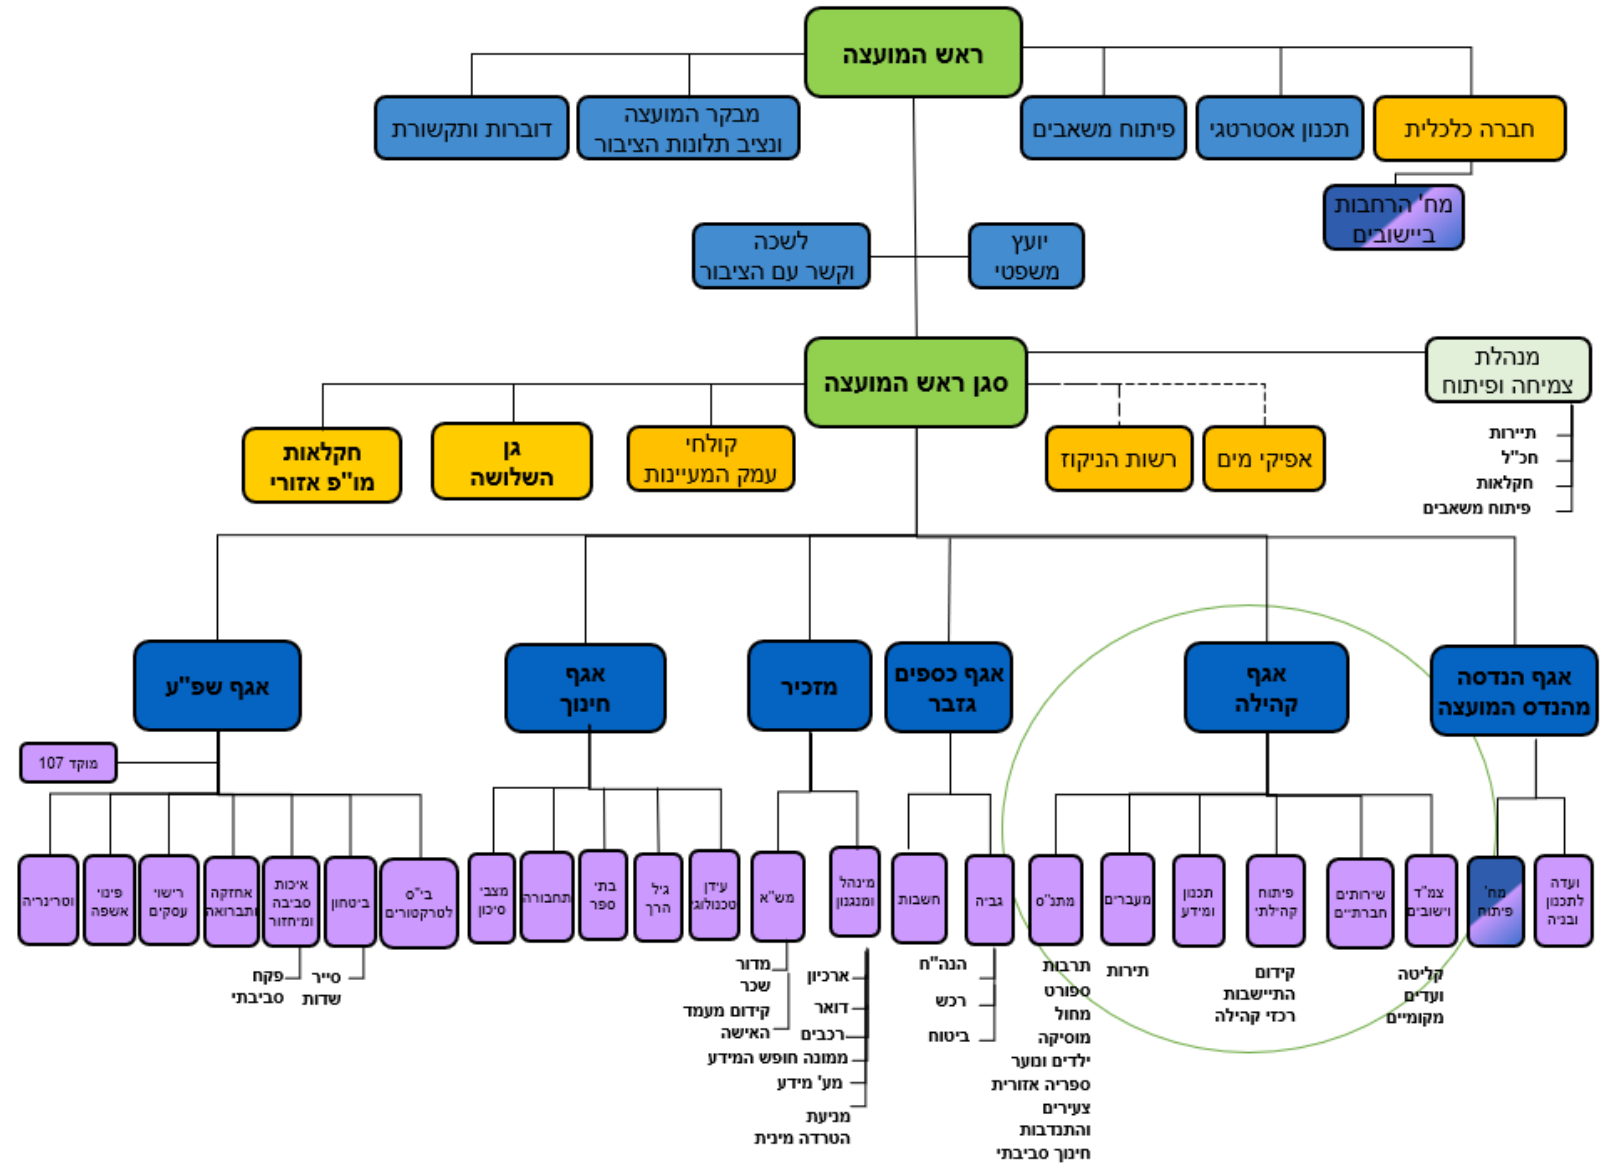 ראש המועצה
חברה כלכלית
תכנון אסטרטגי
פיתוח משאבים
מבקר המועצה
ונציב תלונות הציבור
דוברות ותקשורת
מח' הרחבות
ביישובים
יועץ
משפטי
לשכה
וקשר עם הציבור
סגן ראש המועצה
מנהלת
צמיחה ופיתוח
תיירות
חכ"ל
חקלאות
פיתוח משאבים
אפיקי מים
רשות הניקוז
קולחי
עמק המעיינות
גן
השלושה
חקלאות
מו"פ אזורי
אגף הנדסה
מהנדס המועצה
אגף
קהילה
אגף כספים
גזבר
מזכיר
אגף
חינוך
אגף שפ"ע
מוקד 107
ועדה
לתכנון
ובניה
מח'
פיתוח
צמ"ד
וישובים
שירותים
חברתיים
פיתוח
קהילתי
תכנון
ומידע
מעברים
מתנ"ס
גביה
חשבות
מינהל
ומנגנון
מש"א
עידן
טכנולוגי
גיל
הרך
בתי
ספר
תחבורה
מצבי
סיכון
בי"ס
לטרקטורים
ביטחון
איכות
סביבה
ומיחזור
אחזקה
ותברואה
רישוי
עסקים
פינוי
אשפה
וטרינריה
קליטה
ועדים
מקומיים
קידום
התיישבות
רכזי קהילה
תירות
תרבות
ספורט
מחול
מוסיקה
ילדים ונוער
ספריה אזורית
צעירים
והתנדבות
חינוך סביבתי
הנה"ח
רכש
ביטוח
ארכיון
דואר
רכבים
ממונה חופש המידע
מע' מידע
מניעת
הטרדה מינית
מדור
שכר
קידום מעמד
האישה
סייר
שדות
פקח
סביבתי